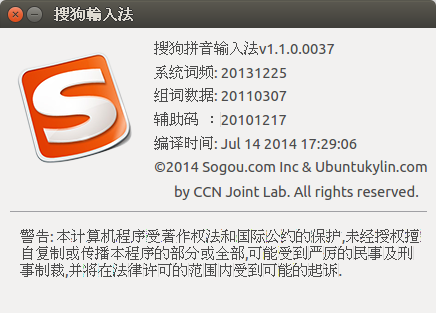 搜狗輸入法
搜狗拼音输入法v1.1.0.0037
系统词频: 20131225
组词数据: 20110307
辅助码 : 20101217
编译时间: Jul 14 2014 17:29:06
©2014 Sogou.com Inc & Ubuntukylin.com
by CCN Joint Lab. All rights reserved.
警告: 本计算机程序受著作权法和国际公约的保护,未经授权擅
自复制或传播本程序的部分或全部,可能受到严厉的民事及刑
事制裁,并将在法律许可的范围内受到可能的起诉.